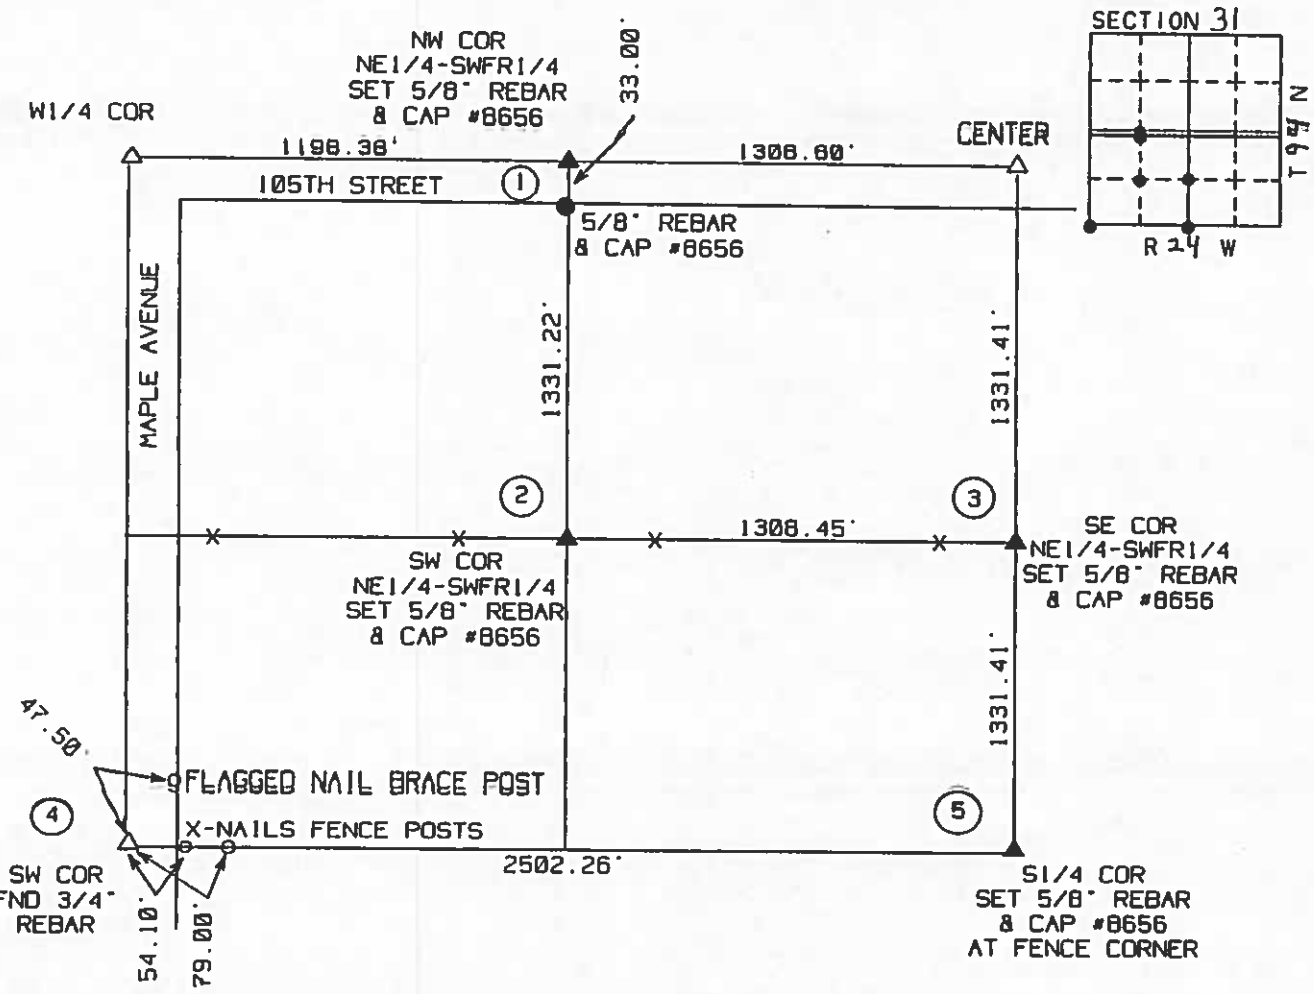 SECTION 31
T 94 N
R 24 W
NW COR
NE1/4-SWFR1/4
SET 5/8" REBAR
& CAP #8656
33.00'
W1/4 COR
CENTER
1198.38'
1308.80'
105TH STREET
1
5/8" REBAR
& CAP #8656
MAPLE AVENUE
1331.22'
1331.41'
2
3
1308.45'
SW COR
NE1/4-SWFR1/4
SET 5/8" REBAR
& CAP #8656
SE COR
NE1/4-SWFR1/4
SET 5/8" REBAR
& CAP #8656
1331.41'
47.50'
FLAGGED NAIL BRACE POST
4
5
X-NAILS FENCE POSTS
2502.26'
SW COR
FND 3/4"
REBAR
54.10'
79.00'
S1/4 COR
SET 5/8" REBAR
& CAP #8656
AT FENCE CORNER